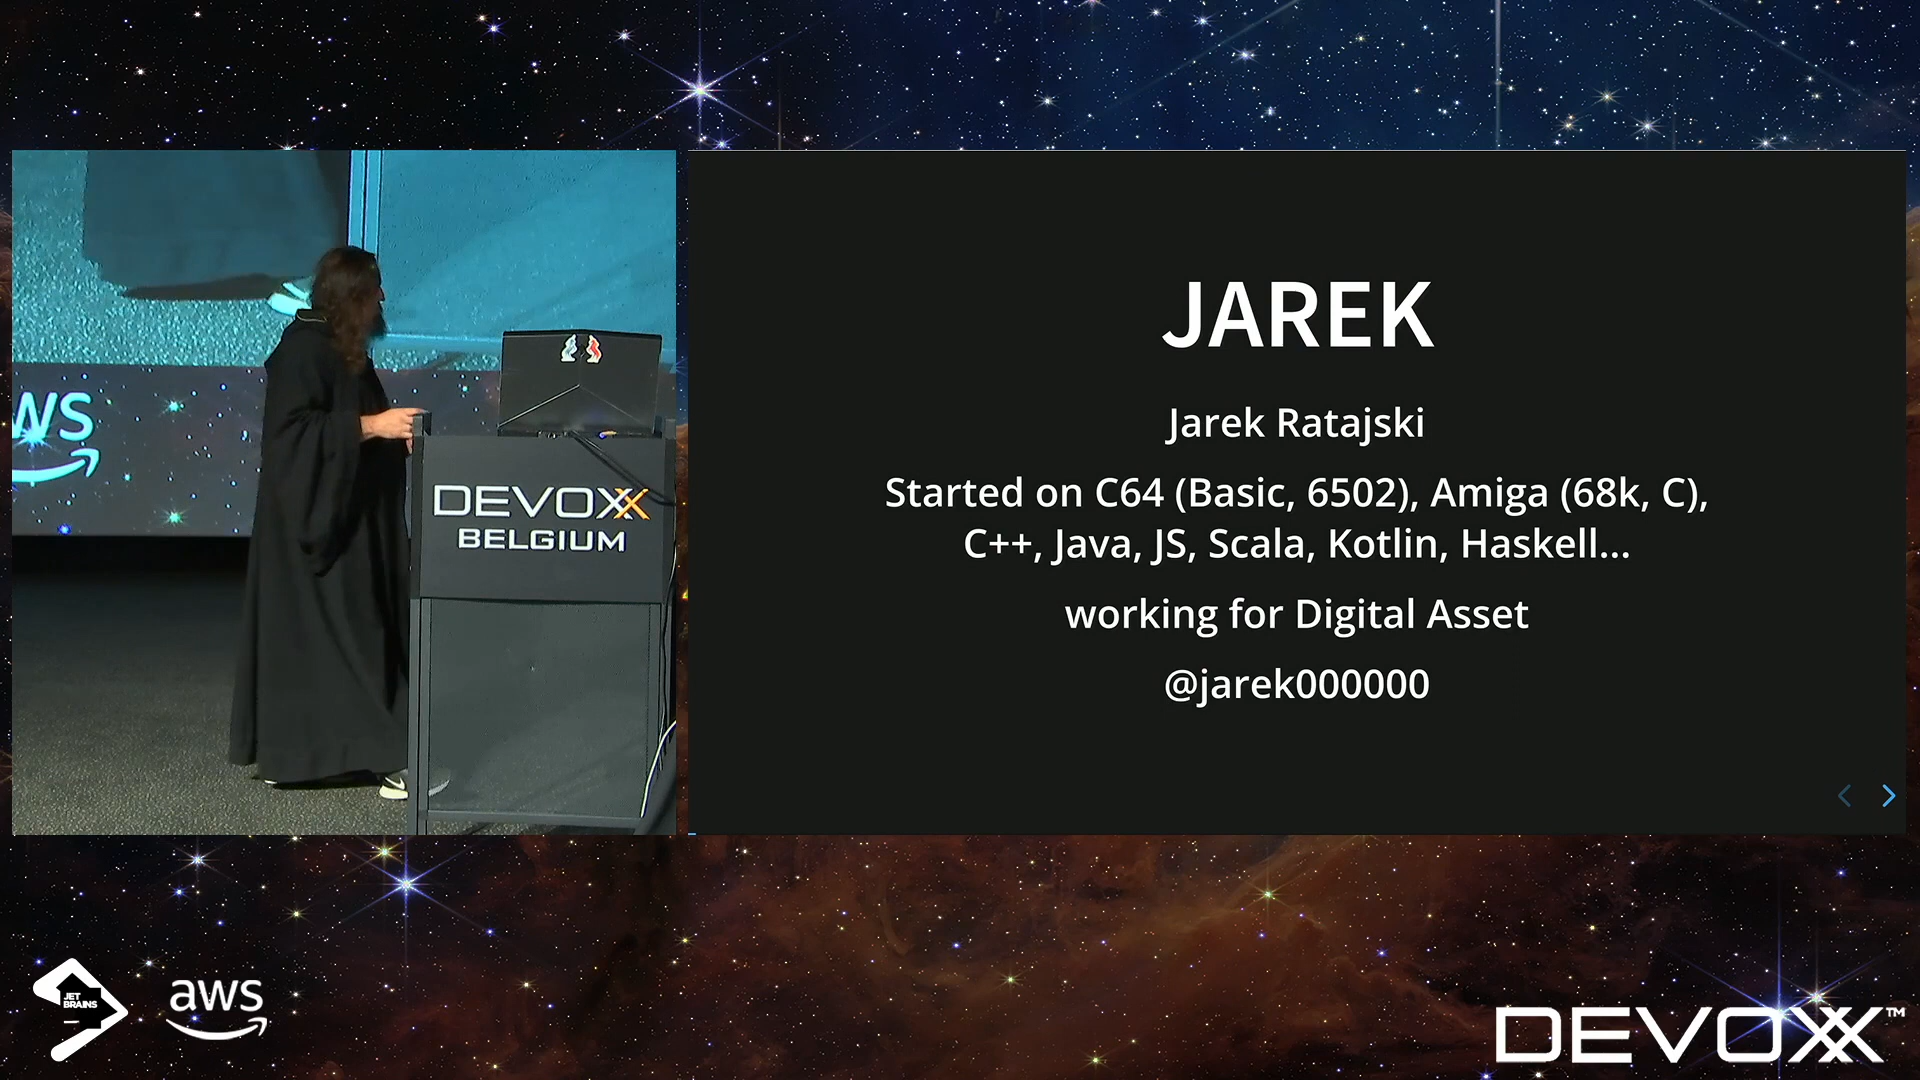 WS
DEVOXX
BELGIUM
JAREK
Jarek Ratajski
Started on C64 (Basic, 6502), Amiga (68k, C),
C++, Java, JS, Scala, Kotlin, Haskell...
working for Digital Asset
@jarek000000
JET
BRAINS
aws
DEVOXX™